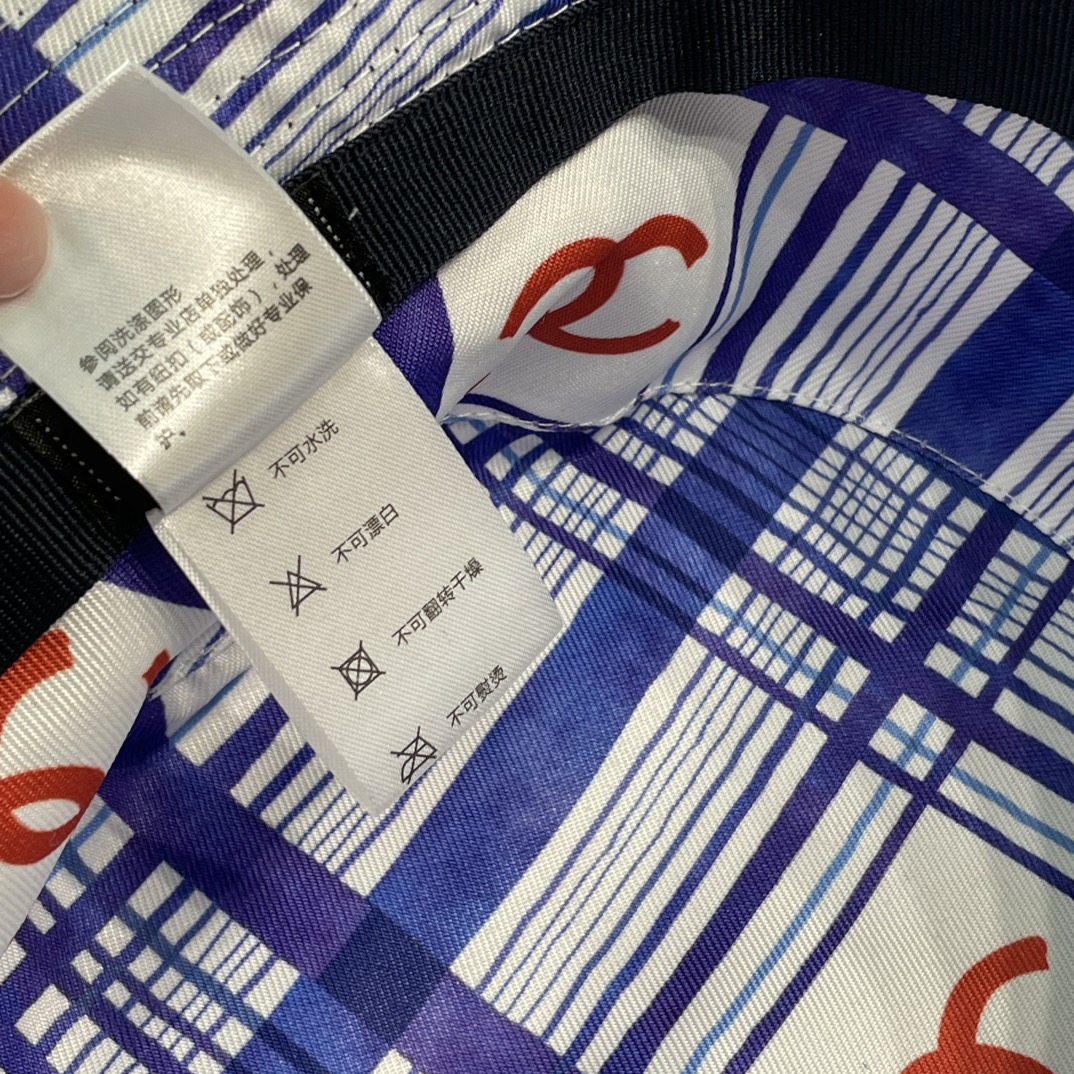 参阅洗涤图形
请送交专业店单独处理，
如有纽扣（或配饰），处理
前请先取下或做好专业保
护。
不可水洗
不可漂白
不可翻转干燥
不可熨烫